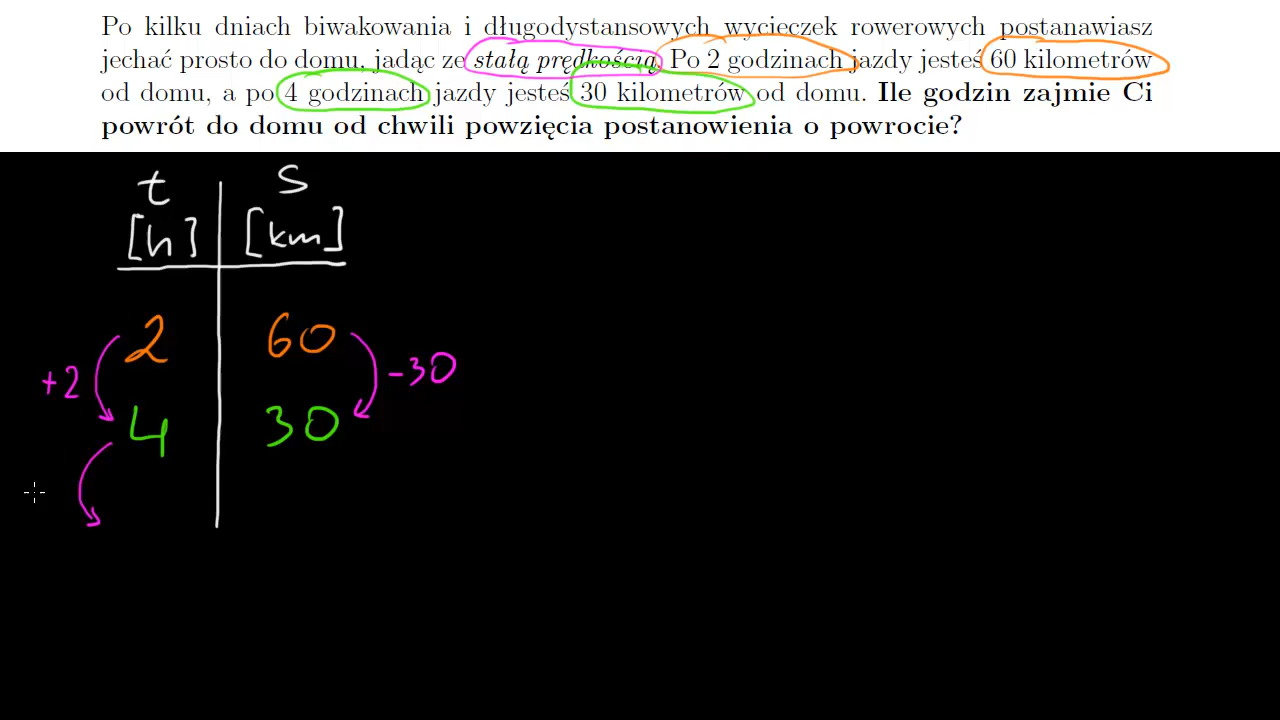 Po kilku dniach biwakowania i długodystansowych wycieczek rowerowych postanawiasz
jechać prosto do domu, jadąc ze stałą prędkością. Po 2 godzinach jazdy jesteś 60 kilometrów
od domu, a po 4 godzinach jazdy jesteś 30 kilometrów od domu. Ile godzin zajmie Ci
powrót do domu od chwili powzięcia postanowienia o powrocie?
t s
[h] [km]
2 60
+2 -30
4 30